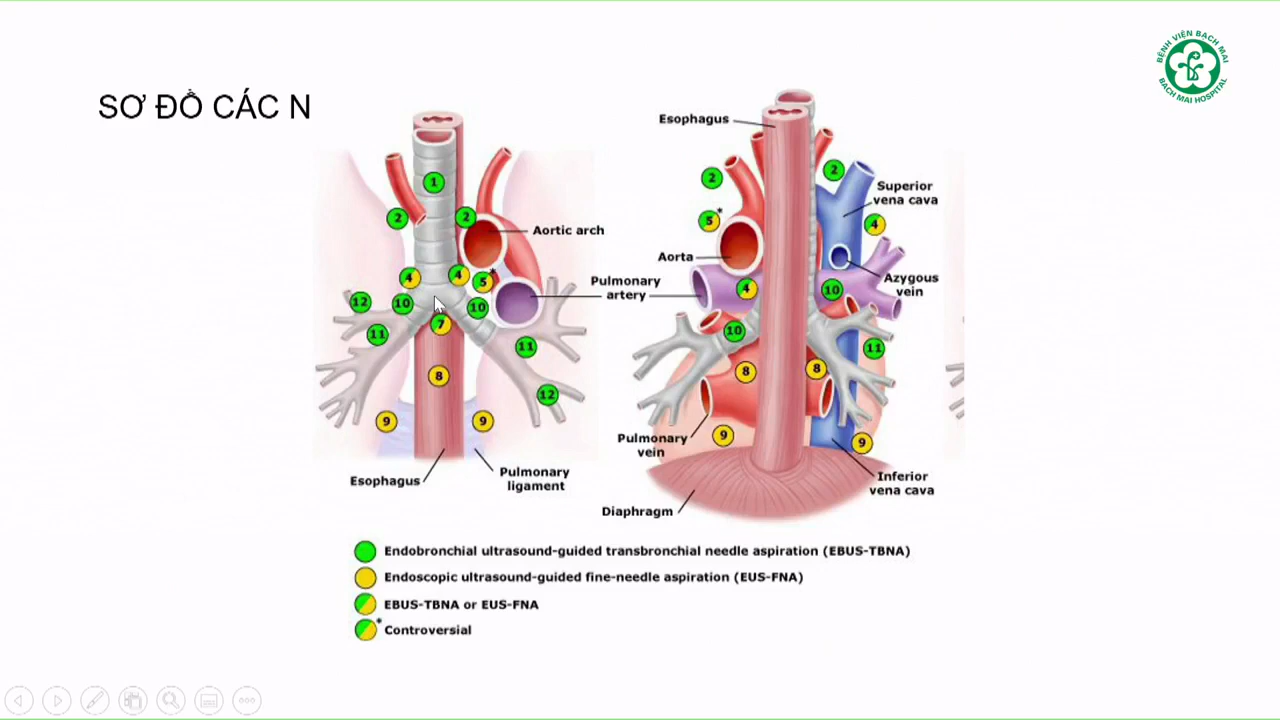 BỆNH VIỆN BẠCH MAI
BACH MAI HOSPITAL
SƠ ĐỒ CÁC N
1
2
2
Aortic arch
4
4
5*
12
10
10
7
11
11
8
12
9
9
Esophagus
Pulmonary ligament
Pulmonary artery
Esophagus
2
2
Superior vena cava
5*
4
Aorta
Azygous vein
4
10
10
11
8
8
9
9
Pulmonary vein
Inferior vena cava
Diaphragm
Endobronchial ultrasound-guided transbronchial needle aspiration (EBUS-TBNA)
Endoscopic ultrasound-guided fine-needle aspiration (EUS-FNA)
EBUS-TBNA or EUS-FNA
* Controversial